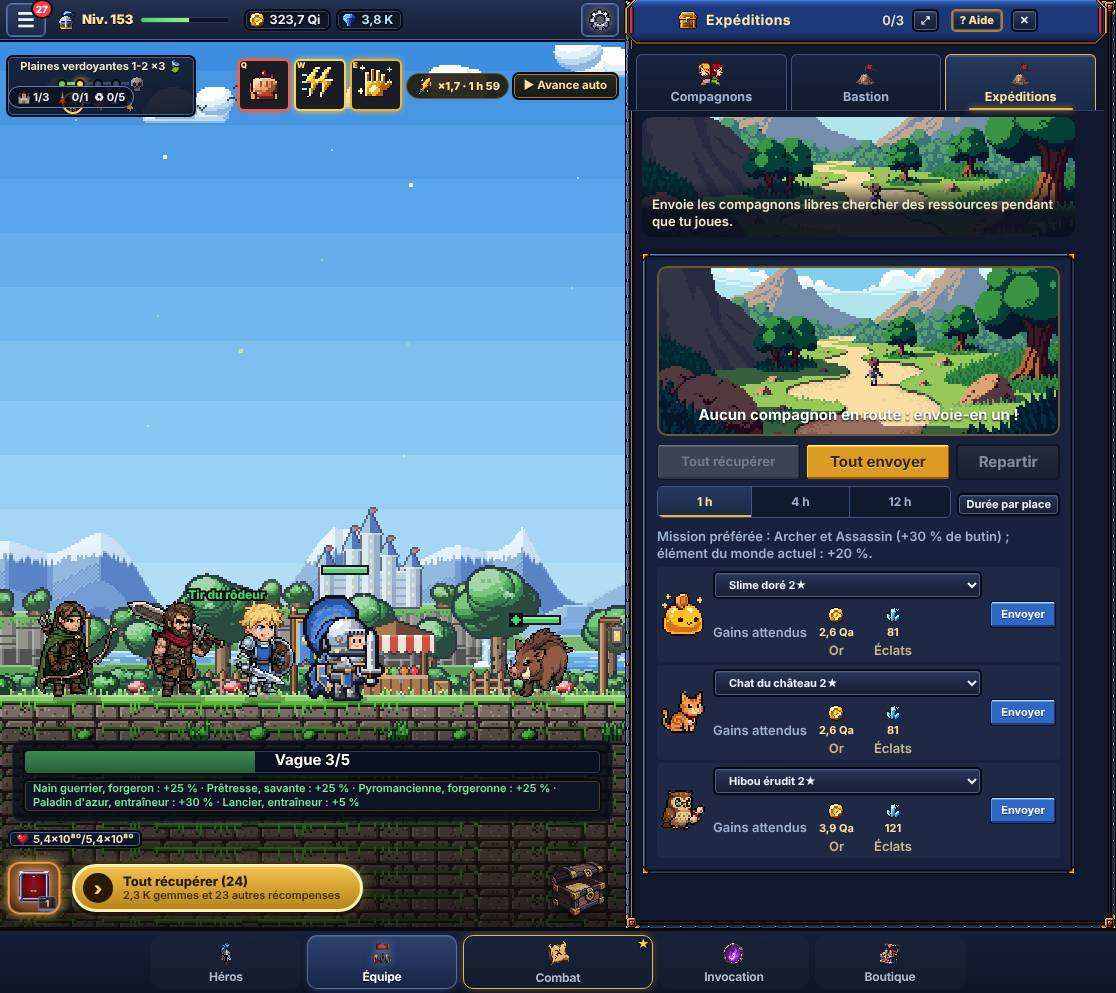 27
Niv. 153
323,7 Qi
3,8 K
Expéditions
0/3
? Aide
Plaines verdoyantes 1-2 ×3
1/3
0/1
0/5
Q
W
E
×1,7 · 1 h 59
Avance auto
Compagnons
Bastion
Expéditions
Envoie les compagnons libres chercher des ressources pendant
que tu joues.
Aucun compagnon en route : envoie-en un !
Tout récupérer
Tout envoyer
Repartir
1 h
4 h
12 h
Durée par place
Mission préférée : Archer et Assassin (+30 % de butin) ;
élément du monde actuel : +20 %.
Slime doré 2★
Gains attendus
2,6 Qa
Or
81
Éclats
Envoyer
Chat du château 2★
Gains attendus
2,6 Qa
Or
81
Éclats
Envoyer
Hibou érudit 2★
Gains attendus
3,9 Qa
Or
121
Éclats
Envoyer
Tir du rôdeur
Vague 3/5
Nain guerrier, forgeron : +25 % · Prêtresse, savante : +25 % · Pyromancienne, forgeronne : +25 % ·
Paladin d'azur, entraîneur : +30 % · Lancier, entraîneur : +5 %
5,4×10⁸⁰/5,4×10⁸⁰
1
Tout récupérer (24)
2,3 K gemmes et 23 autres récompenses
Héros
Équipe
Combat
Invocation
Boutique